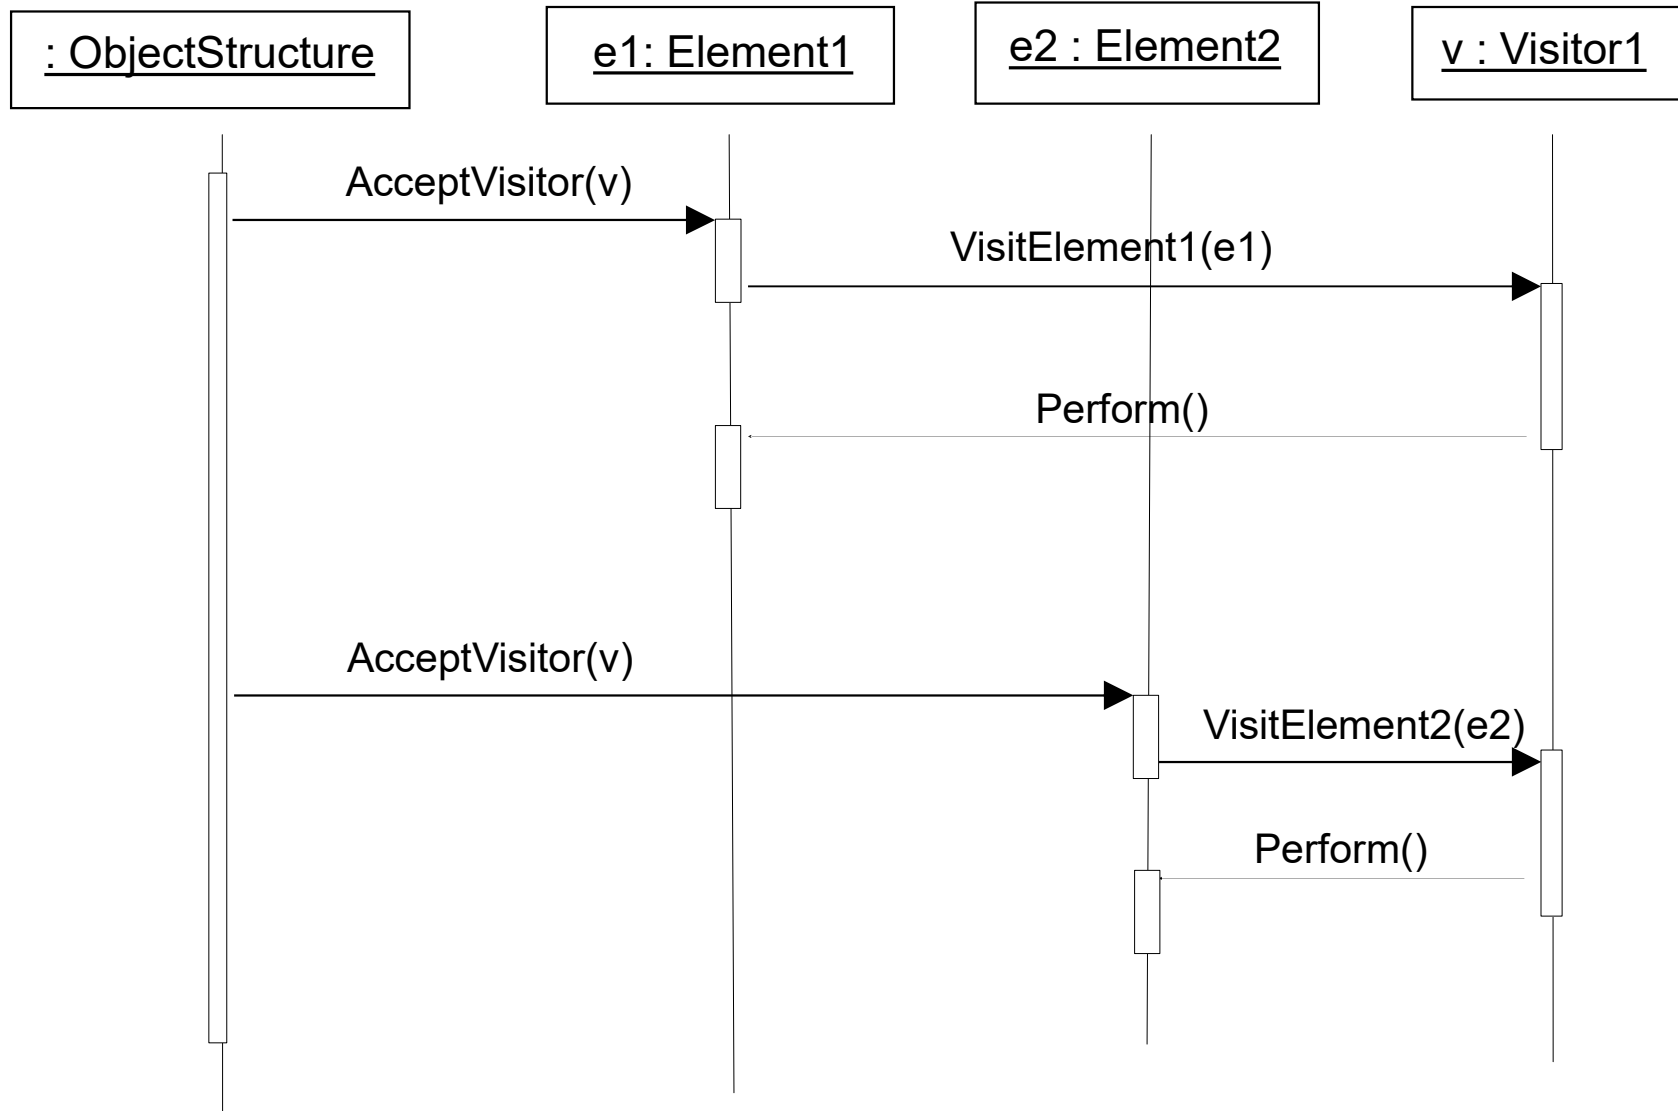 : ObjectStructure
e1: Element1
e2 : Element2
v : Visitor1
AcceptVisitor(v)
VisitElement1(e1)
Perform()
AcceptVisitor(v)
VisitElement2(e2)
Perform()